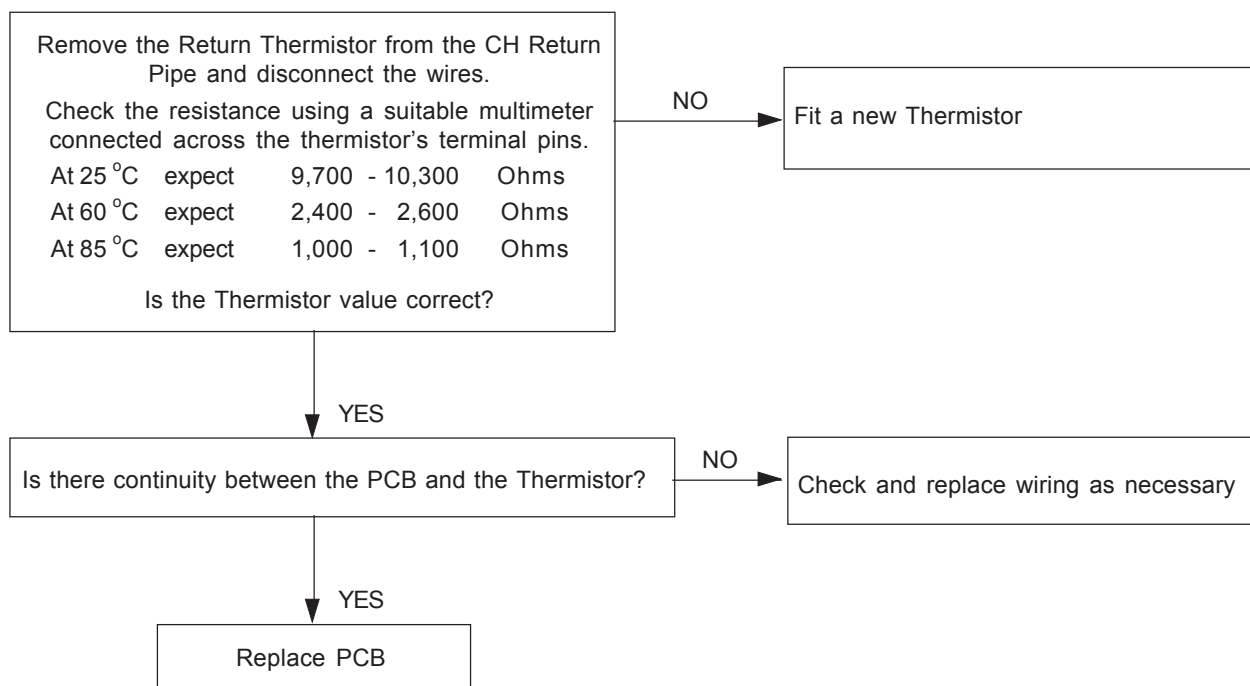 Remove the Return Thermistor from the CH Return
Pipe and disconnect the wires.
Check the resistance using a suitable multimeter
connected across the thermistor's terminal pins.
At 25 °C expect 9,700 - 10,300 Ohms
At 60 °C expect 2,400 - 2,600 Ohms
At 85 °C expect 1,000 - 1,100 Ohms
Is the Thermistor value correct?
NO
Fit a new Thermistor
YES
Is there continuity between the PCB and the Thermistor?
NO
Check and replace wiring as necessary
YES
Replace PCB